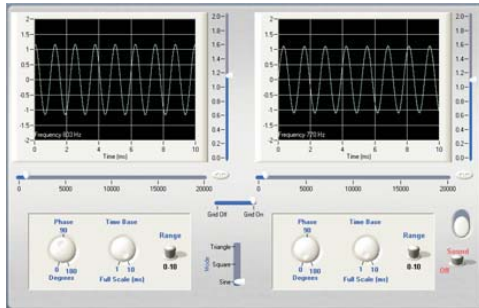 2
1.5
1
0.5
0
-0.5
-1
-1.5
-2
Frequency 833 Hz
0 2 4 6 8 10
Time (ms)
2.0
1.8
1.6
1.4
1.2
1.0
0.8
0.6
0.4
0.2
0.0
2
1.5
1
0.5
0
-0.5
-1
-1.5
-2
Frequency 770 Hz
0 2 4 6 8 10
Time (ms)
2.0
1.8
1.6
1.4
1.2
1.0
0.8
0.6
0.4
0.2
0.0
0 5000 10000 15000 20000
0 5000 10000 15000 20000
Grid Off Grid On
Phase
90
0 180
Degrees
Time Base
1 10
Full Scale (ms)
Range
0-10
Mode
Triangle
Square
Sine
Phase
90
0 180
Degrees
Time Base
1 10
Full Scale (ms)
Range
0-10
Sound
Off